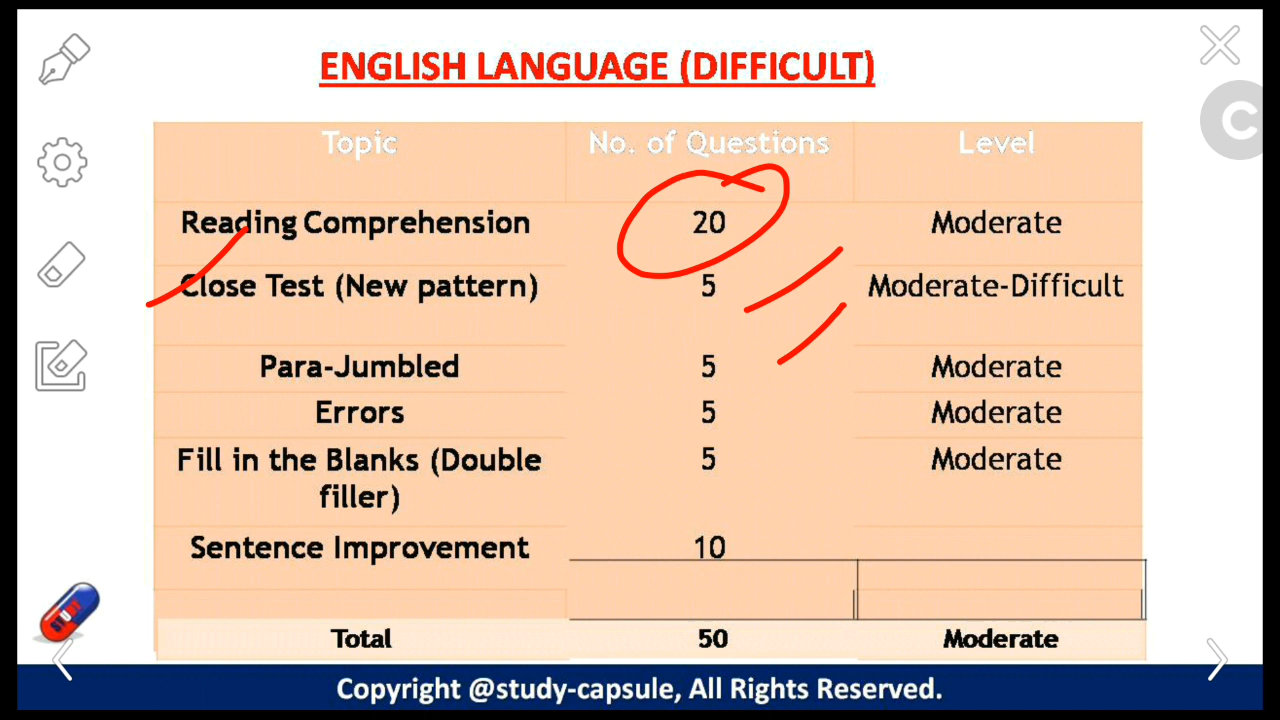 ENGLISH LANGUAGE (DIFFICULT)
C
Topic No. of Questions Level
Reading Comprehension 20 Moderate
Close Test (New pattern) 5 Moderate-Difficult
Para-Jumbled 5 Moderate
Errors 5 Moderate
Fill in the Blanks (Double 5 Moderate
filler)
Sentence Improvement 10
STUDY
Total 50 Moderate
Copyright @study-capsule, All Rights Reserved.